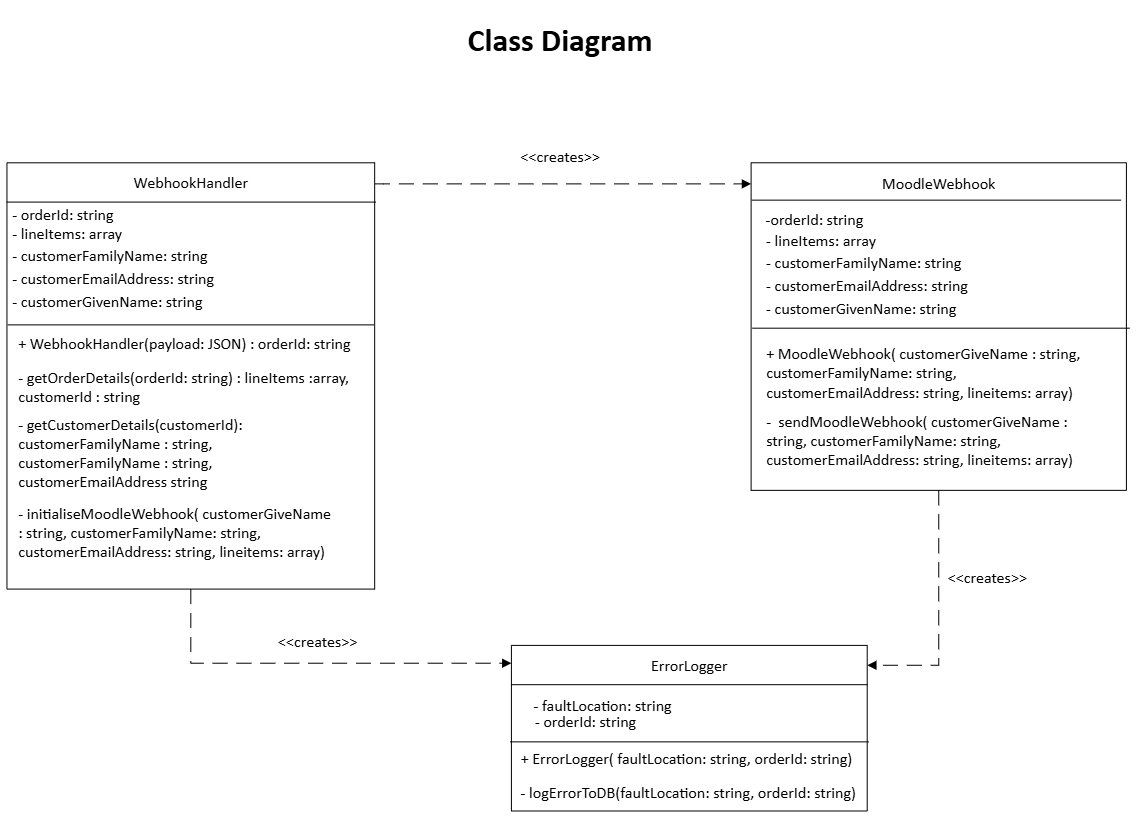 Class Diagram
<<creates>>
WebhookHandler
- orderId: string
- lineItems: array
- customerFamilyName: string
- customerEmailAddress: string
- customerGivenName: string
+ WebhookHandler(payload: JSON) : orderId: string
- getOrderDetails(orderId: string) : lineItems :array,
customerId : string
- getCustomerDetails(customerId):
customerFamilyName : string,
customerFamilyName : string,
customerEmailAddress string
- initialiseMoodleWebhook( customerGiveName
: string, customerFamilyName: string,
customerEmailAddress: string, lineitems: array)
MoodleWebhook
-orderId: string
- lineItems: array
- customerFamilyName: string
- customerEmailAddress: string
- customerGivenName: string
+ MoodleWebhook( customerGiveName : string,
customerFamilyName: string,
customerEmailAddress: string, lineitems: array)
- sendMoodleWebhook( customerGiveName :
string, customerFamilyName: string,
customerEmailAddress: string, lineitems: array)
<<creates>>
<<creates>>
ErrorLogger
- faultLocation: string
- orderId: string
+ ErrorLogger( faultLocation: string, orderId: string)
- logErrorToDB(faultLocation: string, orderId: string)